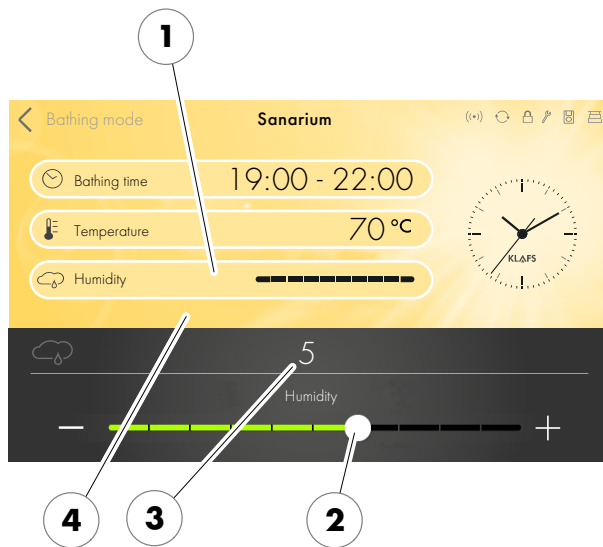 1
Bathing mode Sanarium
Bathing time 19:00 - 22:00
Temperature 70 °C
Humidity
KLAFS
5
Humidity
− +
4 3 2